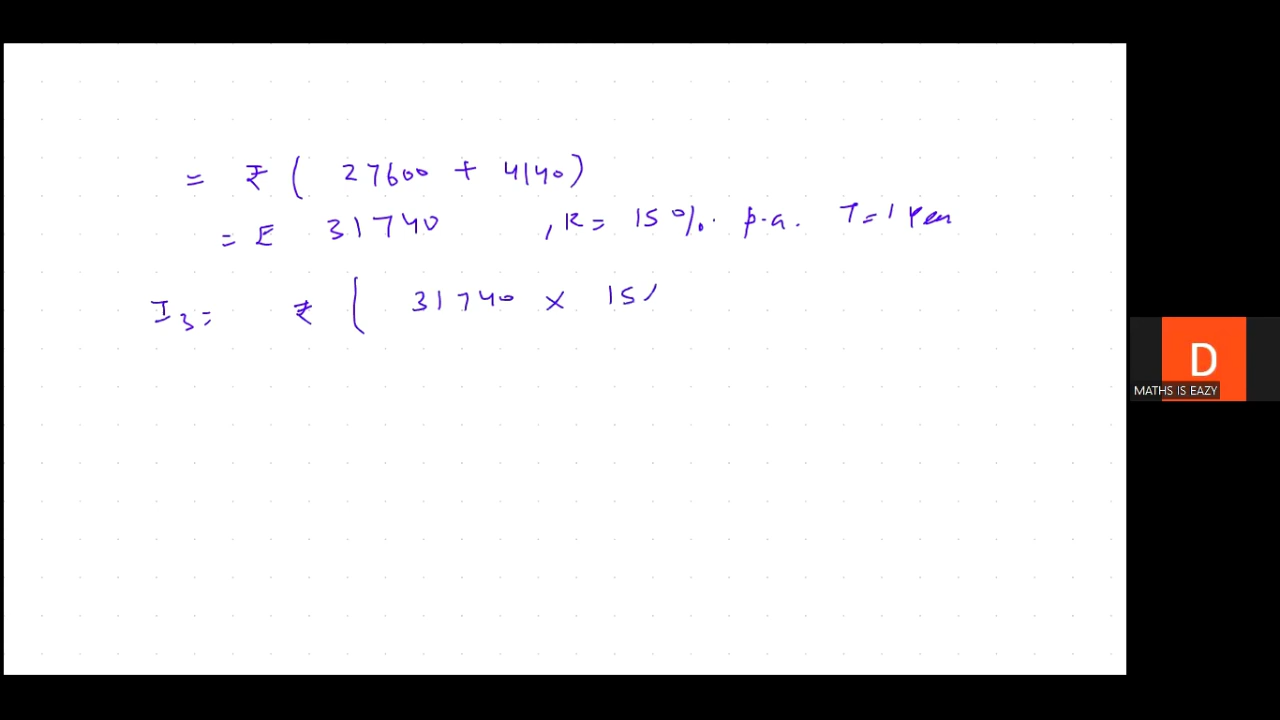 = ₹ ( 27600 + 4140)
= ₹ 31740 , R = 15 %. p.a. T = 1 year
I3 = ₹ ( 31740 × 15
D
MATHS IS EAZY